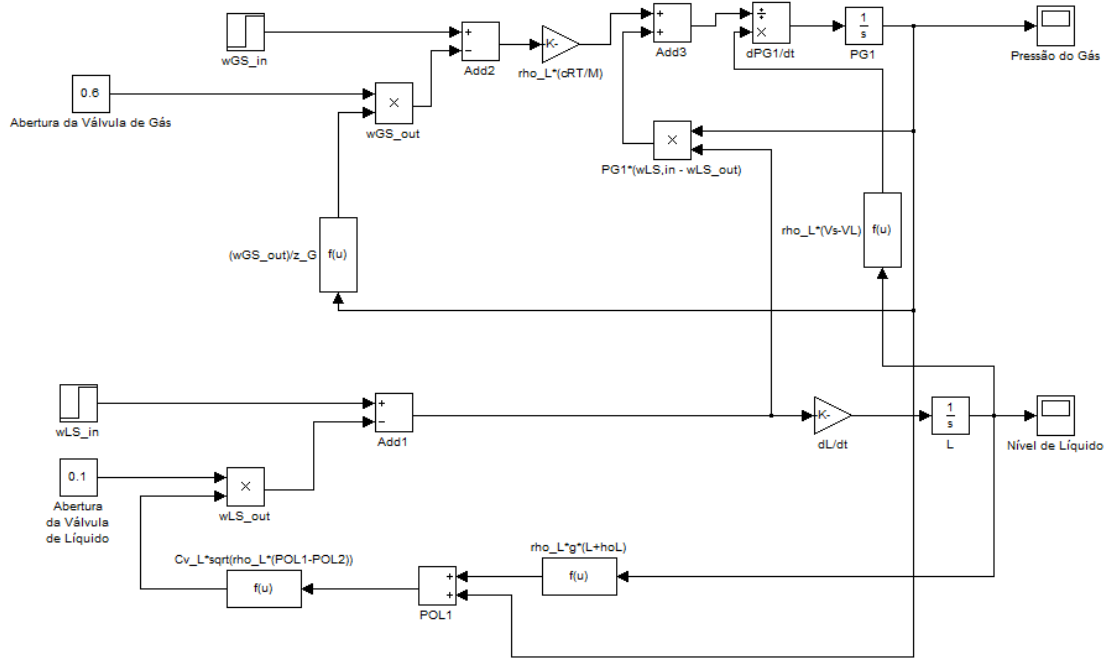 wGS_in
+
−
Add2
K-
rho_L*(cRT/M)
+
+
Add3
÷
×
dPG1/dt
1
s
PG1
Pressão do Gás
0.6
Abertura da Válvula de Gás
×
wGS_out
×
PG1*(wLS,in - wLS_out)
(wGS_out)/z_G
f(u)
rho_L*(Vs-VL)
f(u)
wLS_in
+
−
Add1
K-
dL/dt
1
s
L
Nível de Líquido
0.1
Abertura
da Válvula
de Líquido
×
wLS_out
Cv_L*sqrt(rho_L*(POL1-POL2))
f(u)
+
+
POL1
rho_L*g*(L+hoL)
f(u)